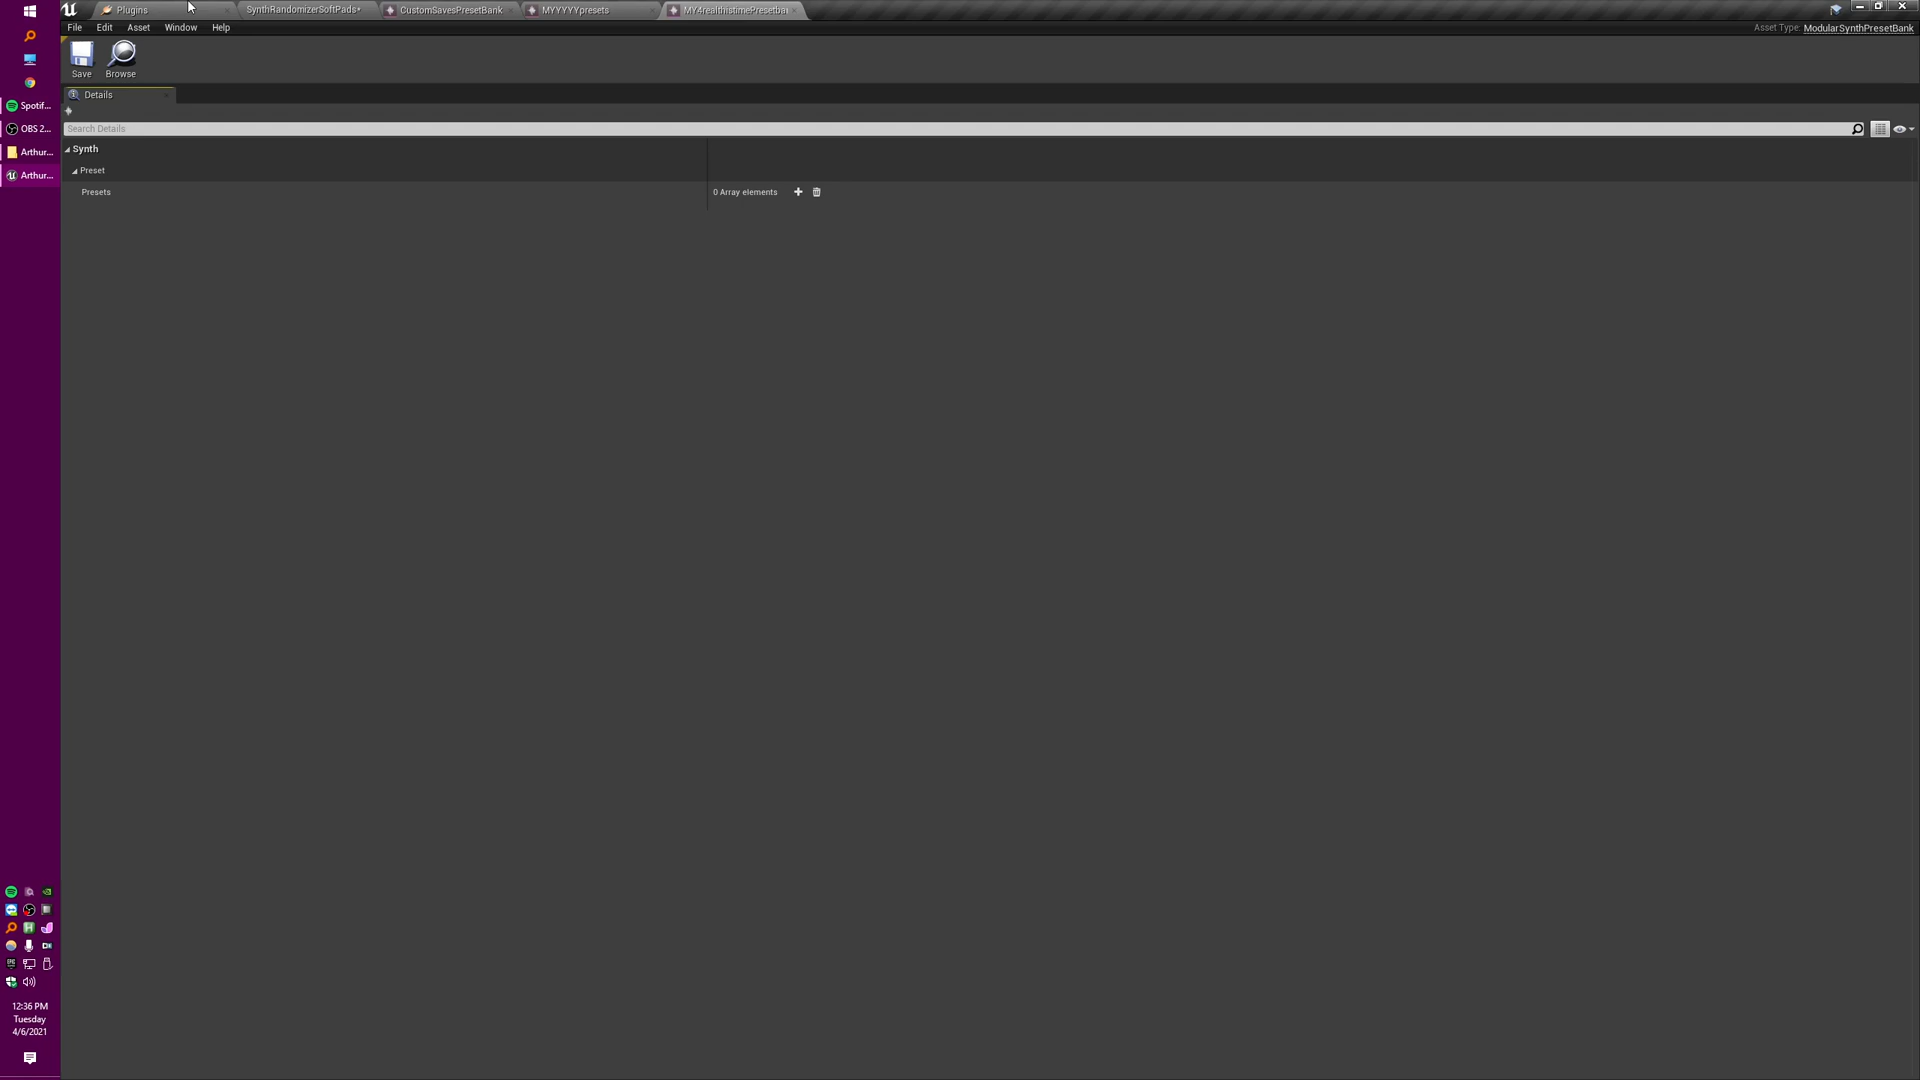 Plugins
SynthRandomizerSoftPads*
CustomSavesPresetBank
MYYYYYpresets
MY4realthistimePresetbar
File Edit Asset Window Help
Asset Type: ModularSynthPresetBank
Save Browse
Details
Search Details
Synth
Preset
Presets
0 Array elements
Spotif...
OBS 2...
Arthur...
Arthur...
12:36 PM
Tuesday
4/6/2021